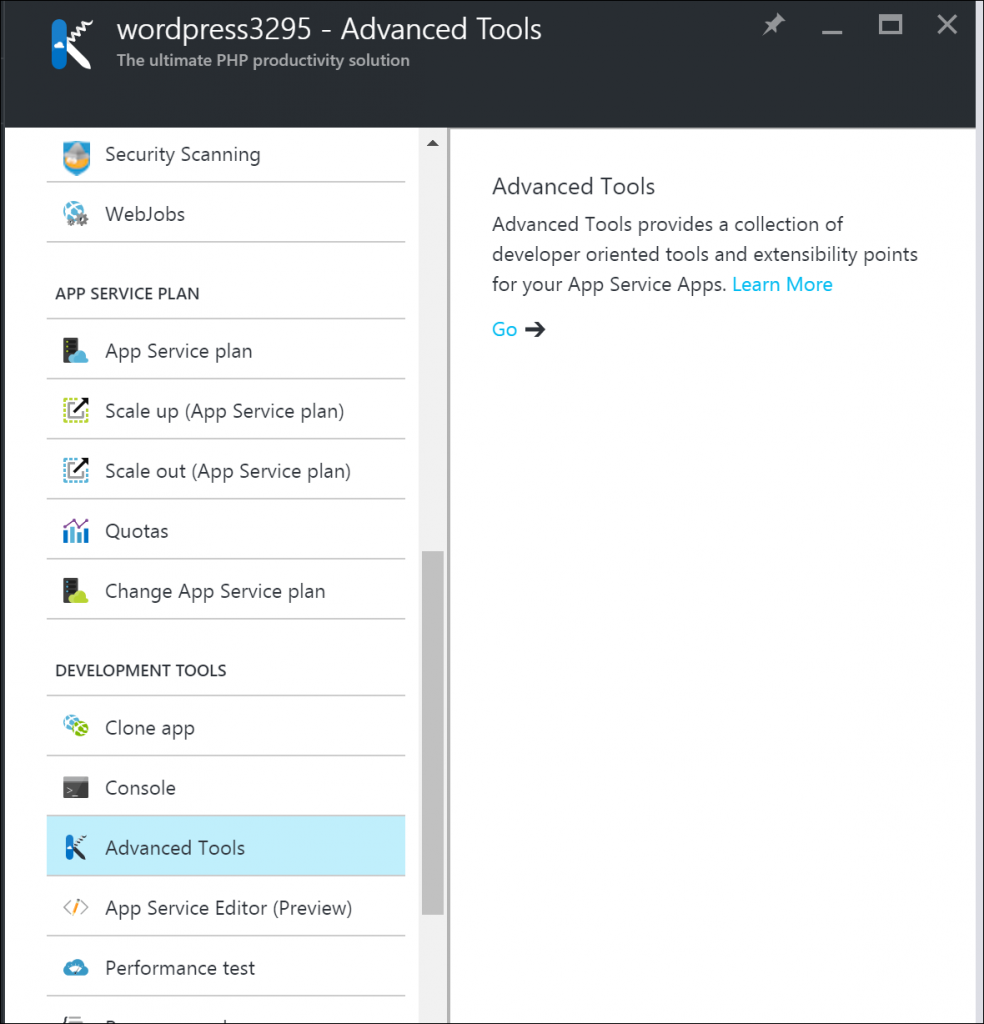 wordpress3295 - Advanced Tools
The ultimate PHP productivity solution
Security Scanning
WebJobs
APP SERVICE PLAN
App Service plan
Scale up (App Service plan)
Scale out (App Service plan)
Quotas
Change App Service plan
DEVELOPMENT TOOLS
Clone app
Console
Advanced Tools
App Service Editor (Preview)
Performance test
Advanced Tools
Advanced Tools provides a collection of
developer oriented tools and extensibility points
for your App Service Apps. Learn More
Go